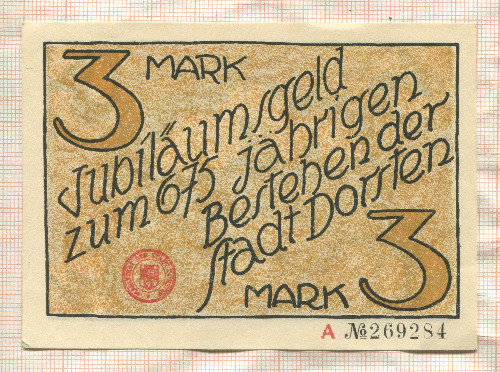 3 MARK
Jubiläumsgeld
zum 675 jährigen
Bestehen der
Stadt Dorsten
MARK 3
A №269284